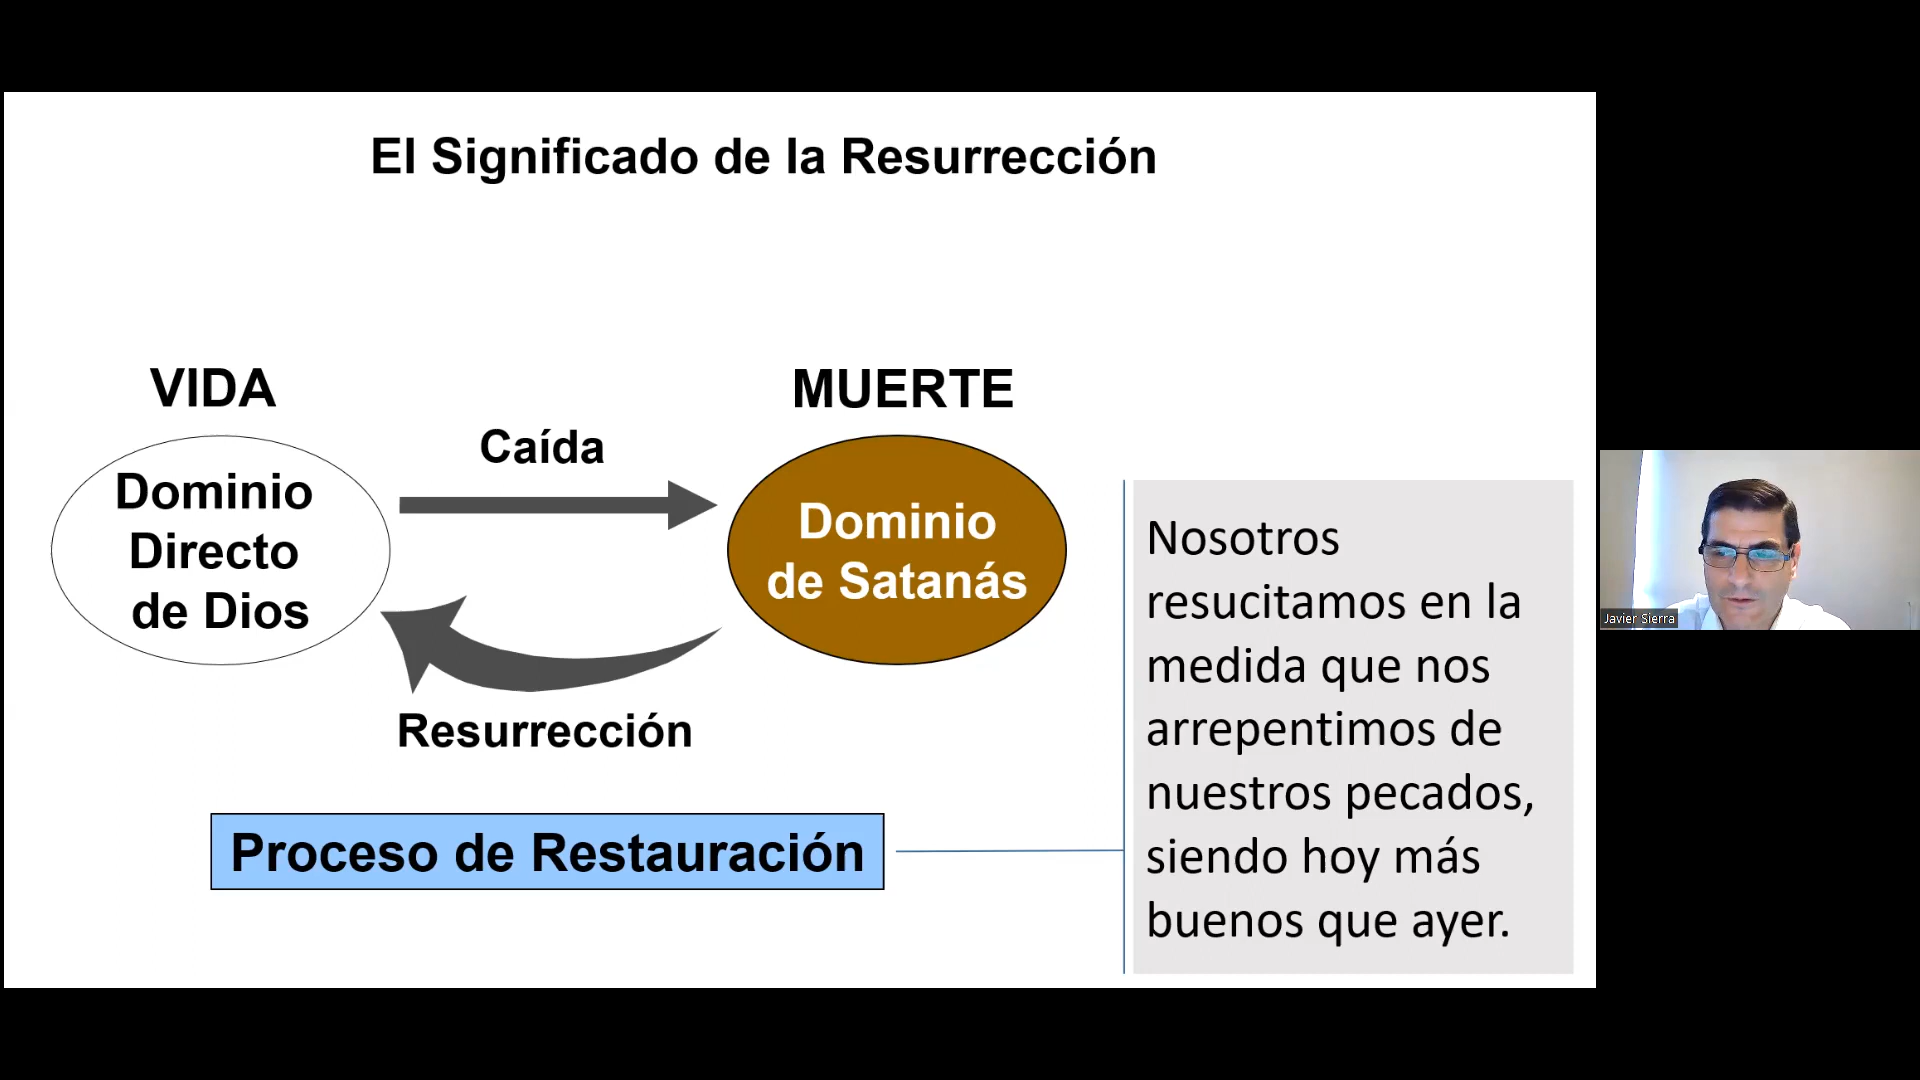 El Significado de la Resurrección
VIDA
MUERTE
Caída
Dominio
Directo
de Dios
Dominio
de Satanás
Resurrección
Proceso de Restauración
Nosotros
resucitamos en la
medida que nos
arrepentimos de
nuestros pecados,
siendo hoy más
buenos que ayer.
Javier Sierra